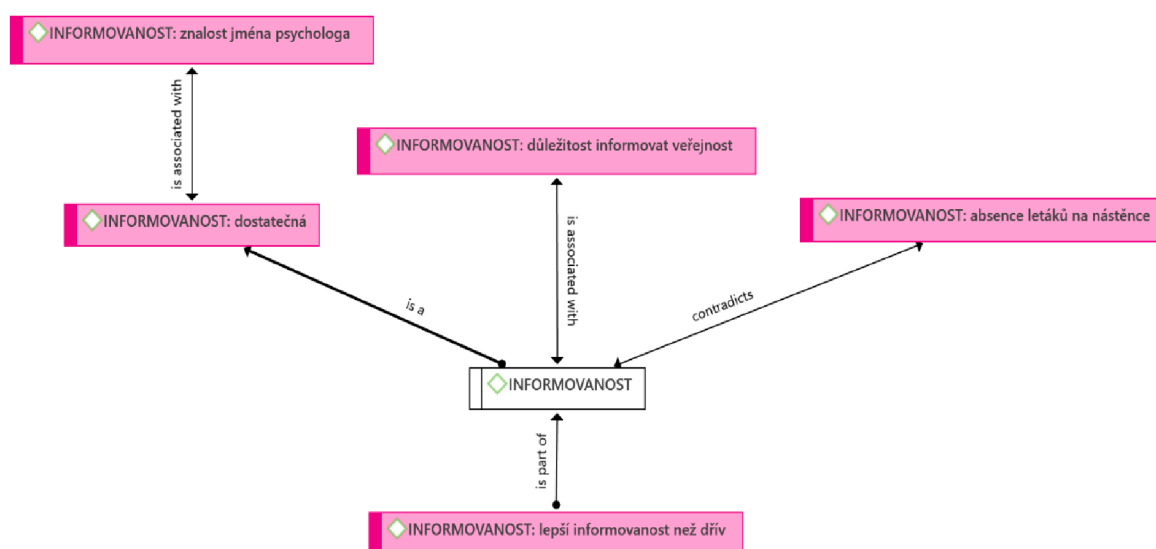 INFORMOVANOST: znalost jména psychologa
is associated with
INFORMOVANOST: důležitost informovat veřejnost
INFORMOVANOST: dostatečná
is associated with
INFORMOVANOST: absence letáků na nástěnce
is a
contradicts
INFORMOVANOST
is part of
INFORMOVANOST: lepší informovanost než dřív